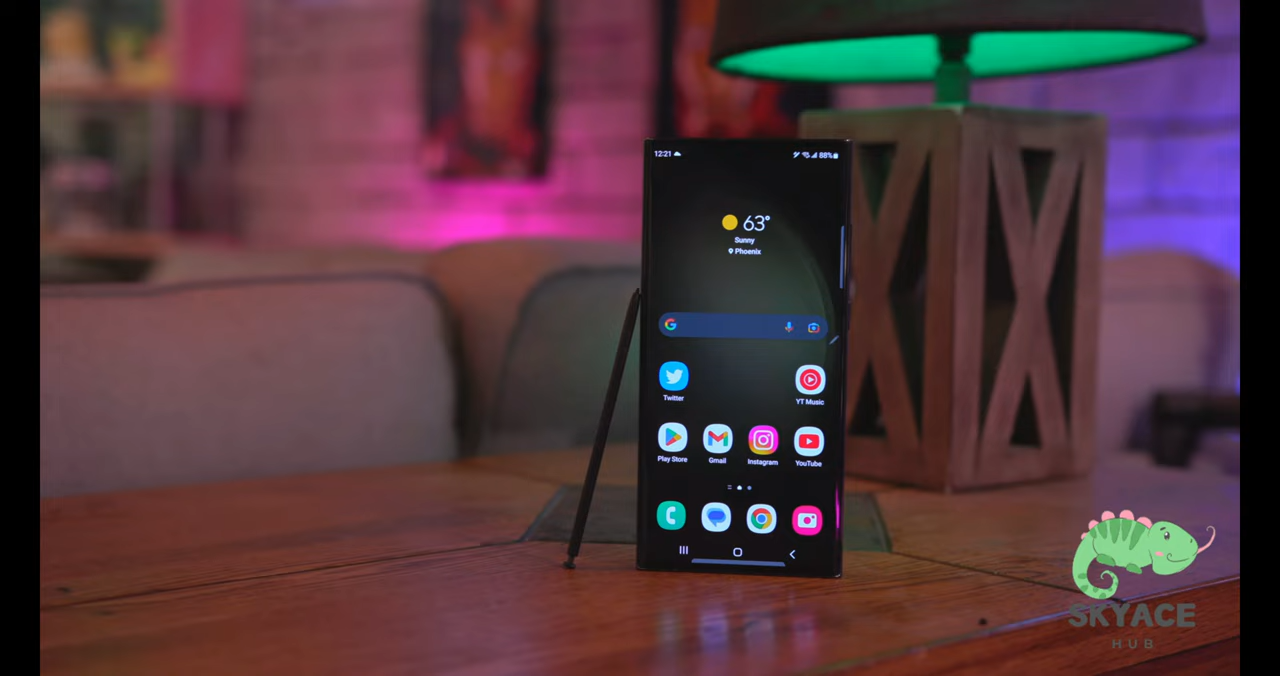 12:21
88%
63°
Sunny
Phoenix
Twitter
YT Music
Play Store
Gmail
Instagram
YouTube
SKYACE
HUB